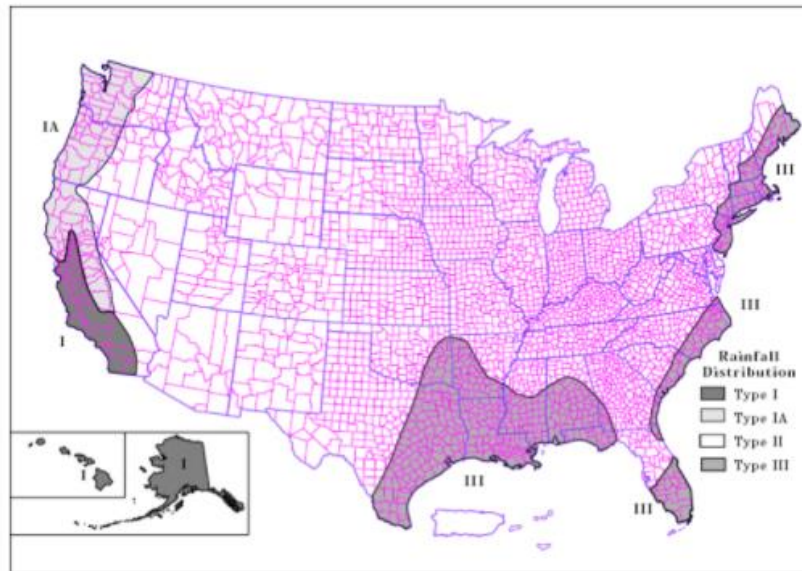 IA
III
III
I
Rainfall
Distribution
Type I
Type IA
Type II
Type III
I
I
III
III